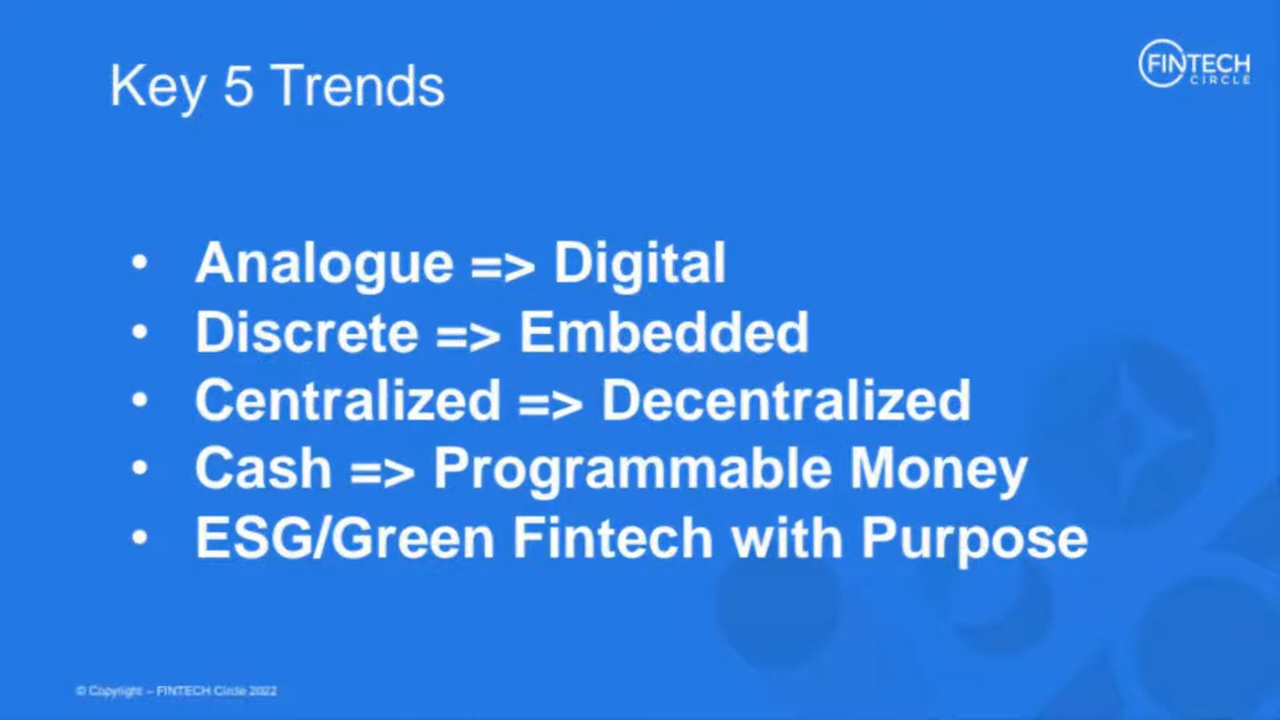 Key 5 Trends
FINTECH
CIRCLE
• Analogue => Digital
• Discrete => Embedded
• Centralized => Decentralized
• Cash => Programmable Money
• ESG/Green Fintech with Purpose
© Copyright – FINTECH Circle 2022